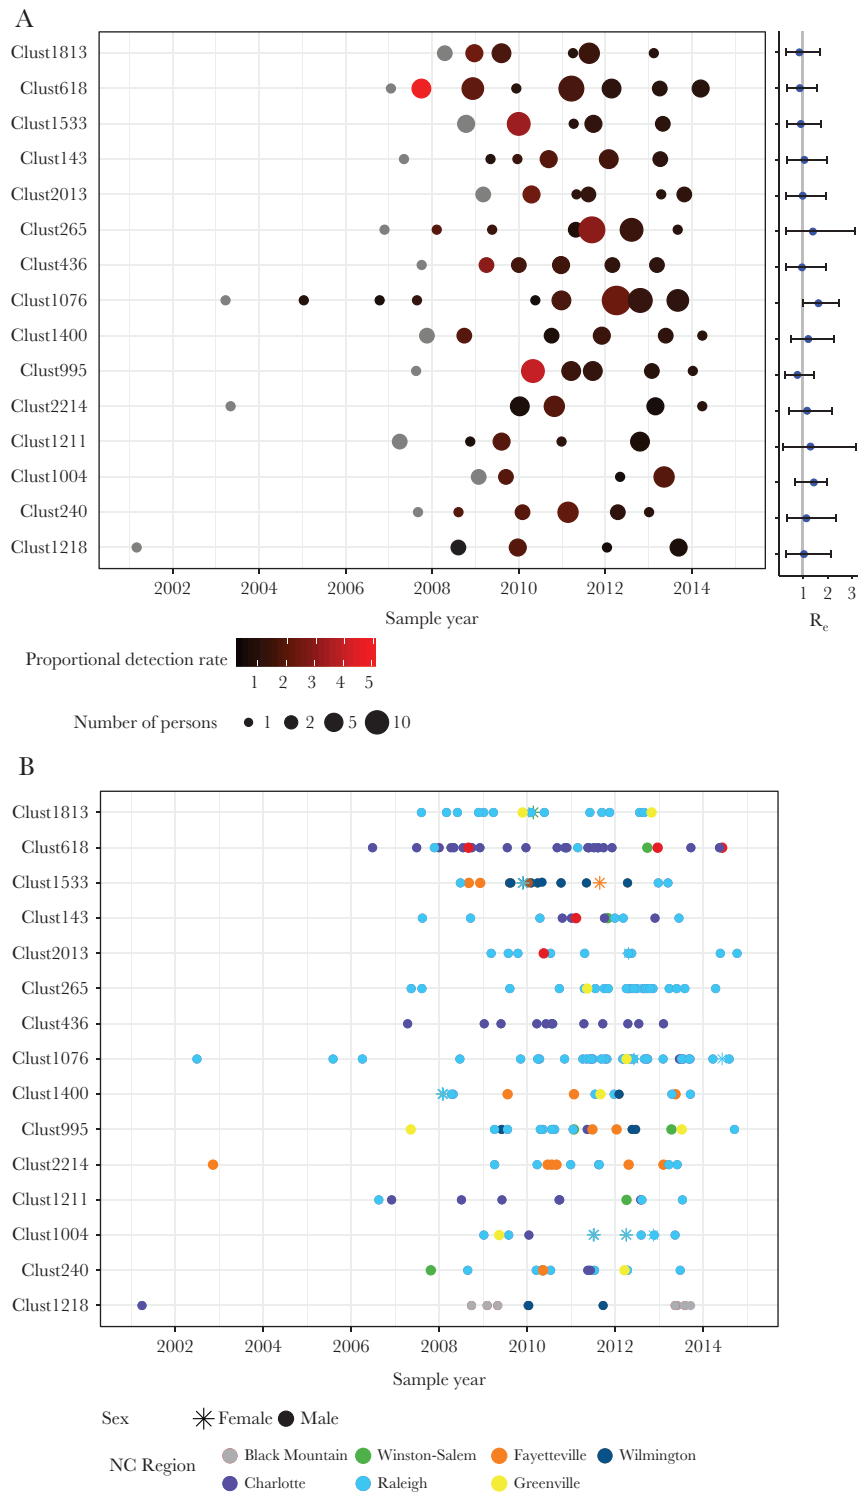 A
Clust1813
Clust618
Clust1533
Clust143
Clust2013
Clust265
Clust436
Clust1076
Clust1400
Clust995
Clust2214
Clust1211
Clust1004
Clust240
Clust1218
2002 2004 2006 2008 2010 2012 2014
Sample year
1 2 3
Re
Proportional detection rate
1 2 3 4 5
Number of persons 1 2 5 10
B
Clust1813
Clust618
Clust1533
Clust143
Clust2013
Clust265
Clust436
Clust1076
Clust1400
Clust995
Clust2214
Clust1211
Clust1004
Clust240
Clust1218
2002 2004 2006 2008 2010 2012 2014
Sample year
Sex Female Male
NC Region
Black Mountain Winston-Salem Fayetteville Wilmington
Charlotte Raleigh Greenville